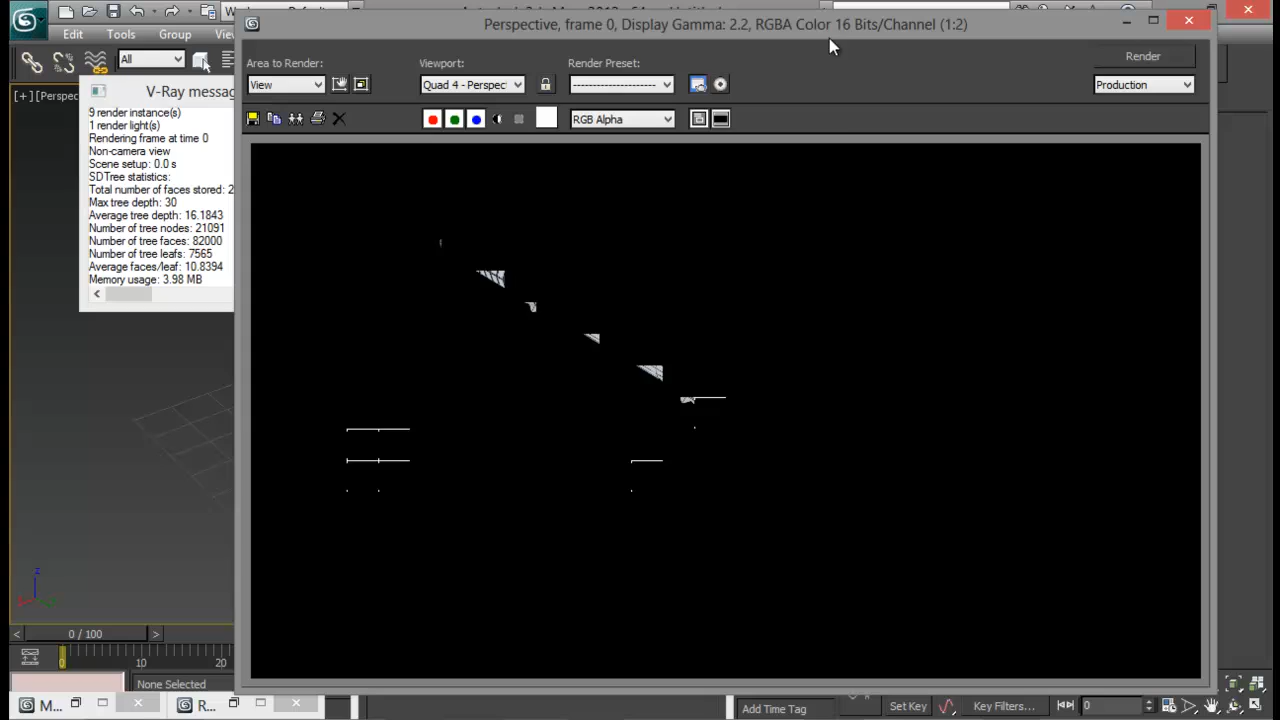 Perspective, frame 0, Display Gamma: 2.2, RGBA Color 16 Bits/Channel (1:2)
Edit Tools Group
Area to Render:
Viewport:
Render Preset:
Render
All
View
Quad 4 - Perspec
----------------------
Production
[+][Perspec
V-Ray messag
RGB Alpha
9 render instance(s)
1 render light(s)
Rendering frame at time 0
Non-camera view
Scene setup: 0.0 s
SDTree statistics:
Total number of faces stored: 2
Max tree depth: 30
Average tree depth: 16.1843
Number of tree nodes: 21091
Number of tree faces: 82000
Number of tree leafs: 7565
Average faces/leaf: 10.8394
Memory usage: 3.98 MB
z
< 0 / 100 >
0 10 20
None Selected
M... R...
Add Time Tag
Set Key
Key Filters...
0